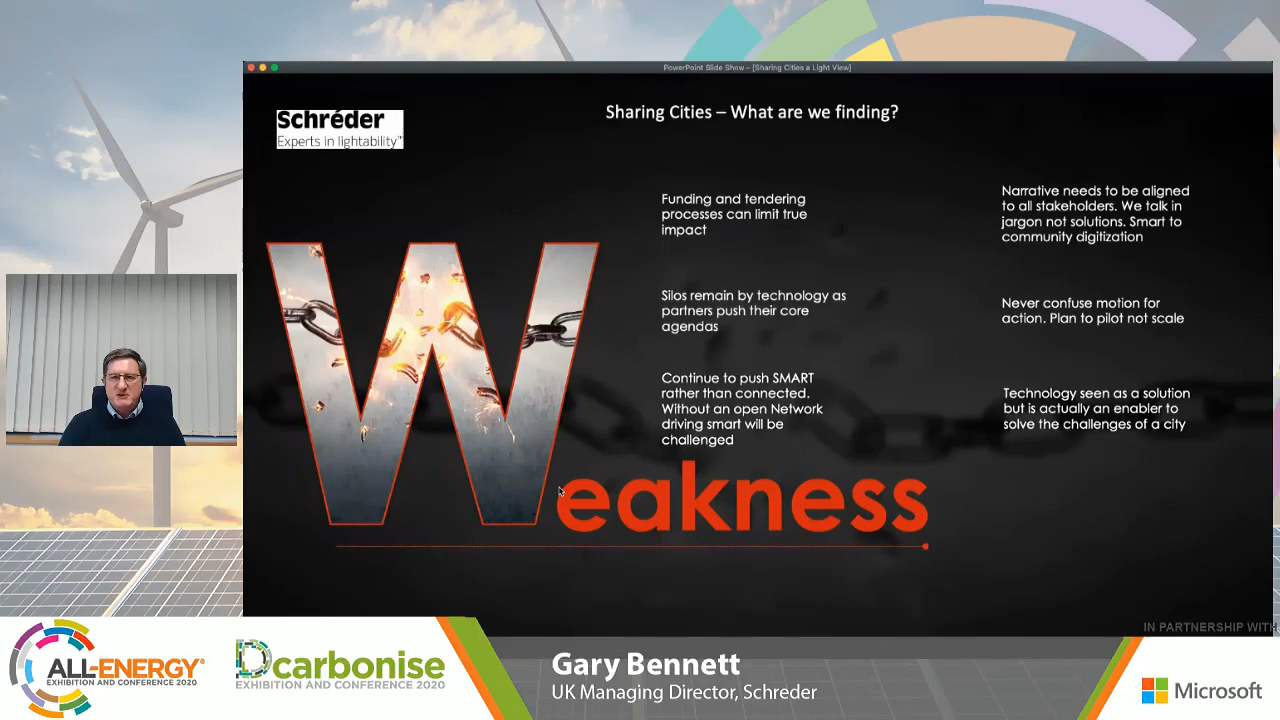 PowerPoint Slide Show – [Sharing Cities a Light View]
Schréder
Experts in lightability™
Sharing Cities – What are we finding?
Funding and tendering
processes can limit true
impact
Silos remain by technology as
partners push their core
agendas
Continue to push SMART
rather than connected.
Without an open Network
driving smart will be
challenged
Narrative needs to be aligned
to all stakeholders. We talk in
jargon not solutions. Smart to
community digitization
Never confuse motion for
action. Plan to pilot not scale
Technology seen as a solution
but is actually an enabler to
solve the challenges of a city
Weakness
IN PARTNERSHIP WITH
ALL-ENERGY®
EXHIBITION AND CONFERENCE 2020
Dcarbonise
EXHIBITION AND CONFERENCE 2020
Gary Bennett
UK Managing Director, Schreder
Microsoft